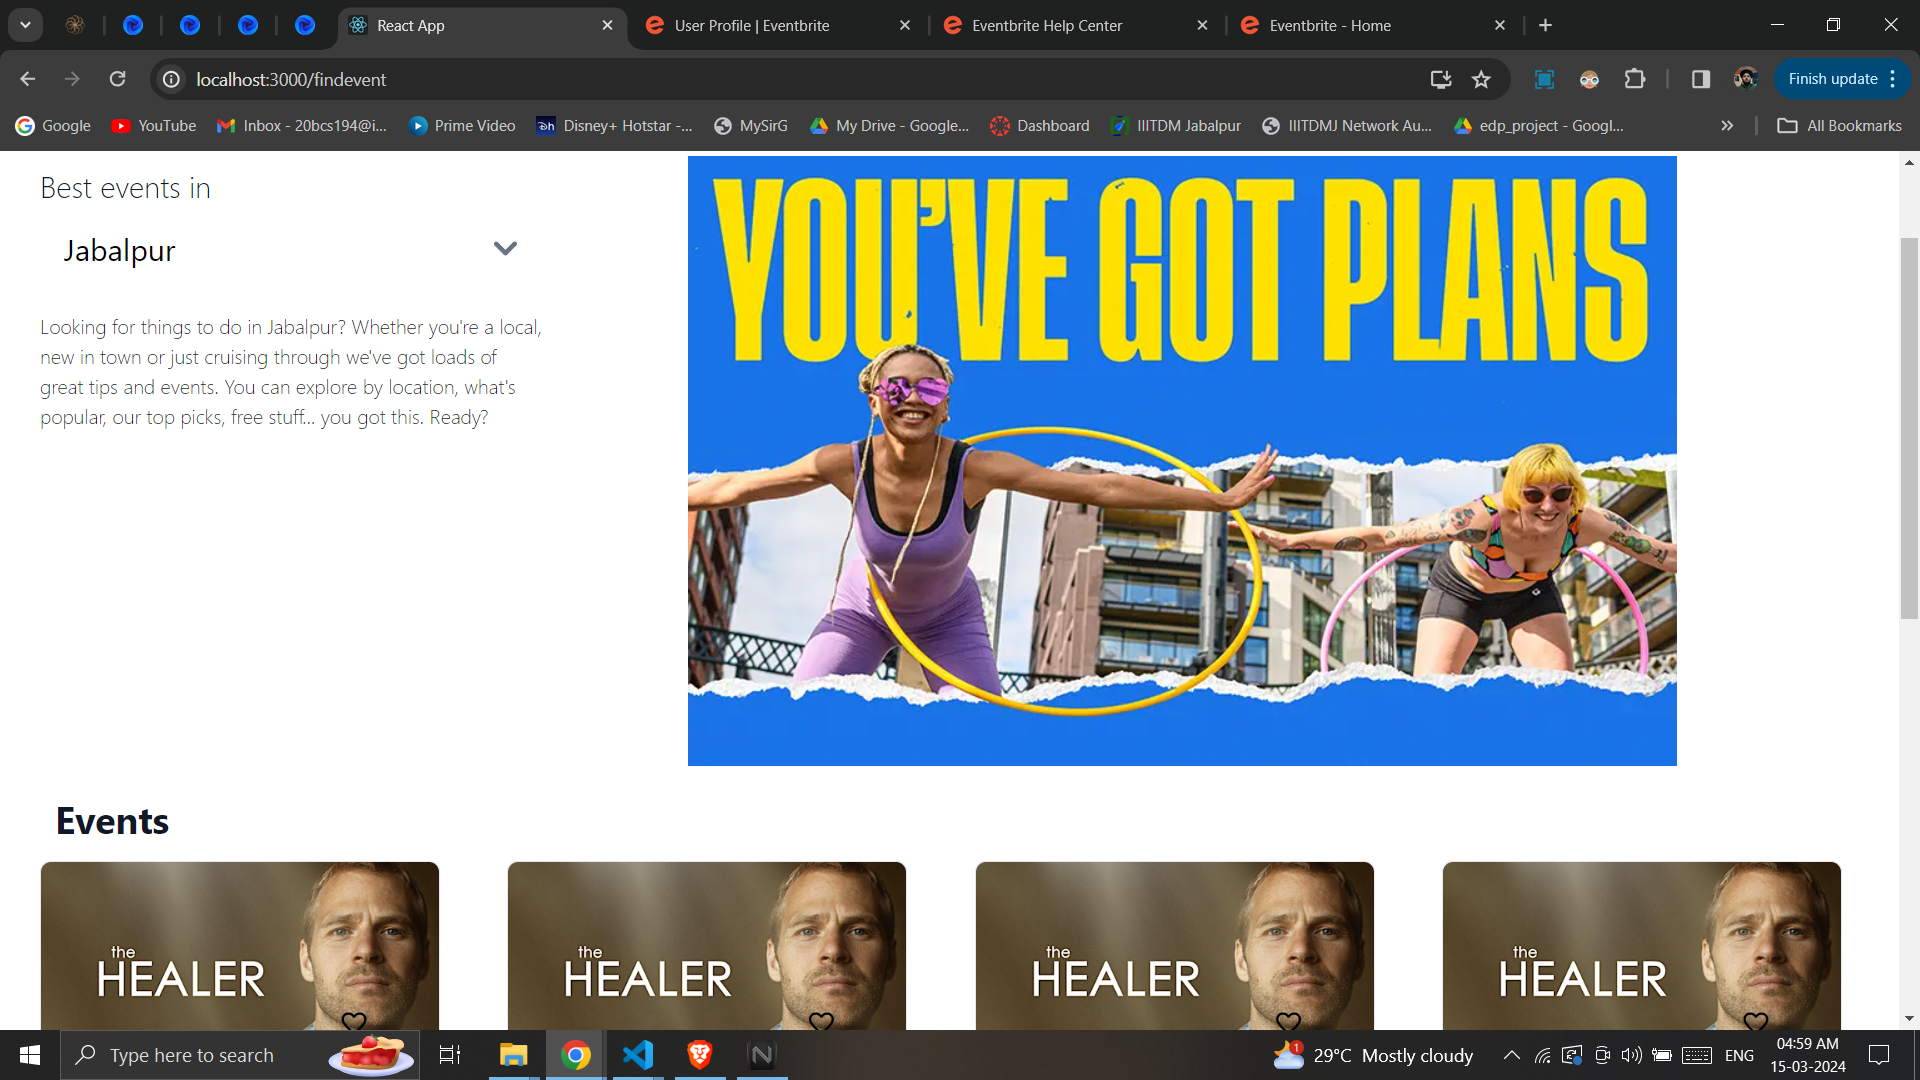 React App
User Profile | Eventbrite
Eventbrite Help Center
Eventbrite - Home
localhost:3000/findevent
Finish update
Google
YouTube
Inbox - 20bcs194@i...
Prime Video
Disney+ Hotstar -...
MySirG
My Drive - Google...
Dashboard
IIITDM Jabalpur
IIITDMJ Network Au...
edp_project - Googl...
All Bookmarks
Best events in
Jabalpur
Looking for things to do in Jabalpur? Whether you're a local,
new in town or just cruising through we've got loads of
great tips and events. You can explore by location, what's
popular, our top picks, free stuff... you got this. Ready?
YOU'VE GOT PLANS
Events
the
HEALER
the
HEALER
the
HEALER
the
HEALER
Type here to search
1
29°C Mostly cloudy
ENG
04:59 AM
15-03-2024